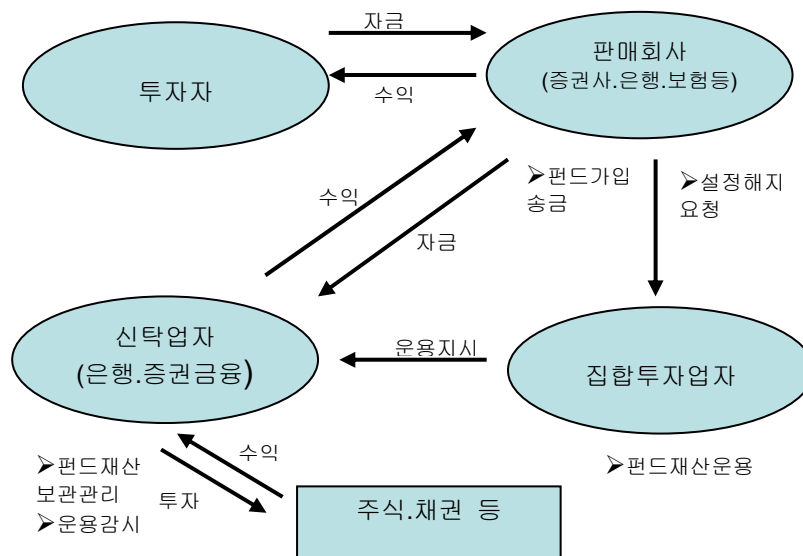 자금
판매회사
(증권사.은행.보험등)
투자자
수익
➢펀드가입
송금
➢설정해지
요청
수익
자금
신탁업자
(은행.증권금융)
운용지시
집합투자업자
➢펀드재산
보관관리
➢운용감시
수익
투자
➢펀드재산운용
주식.채권 등